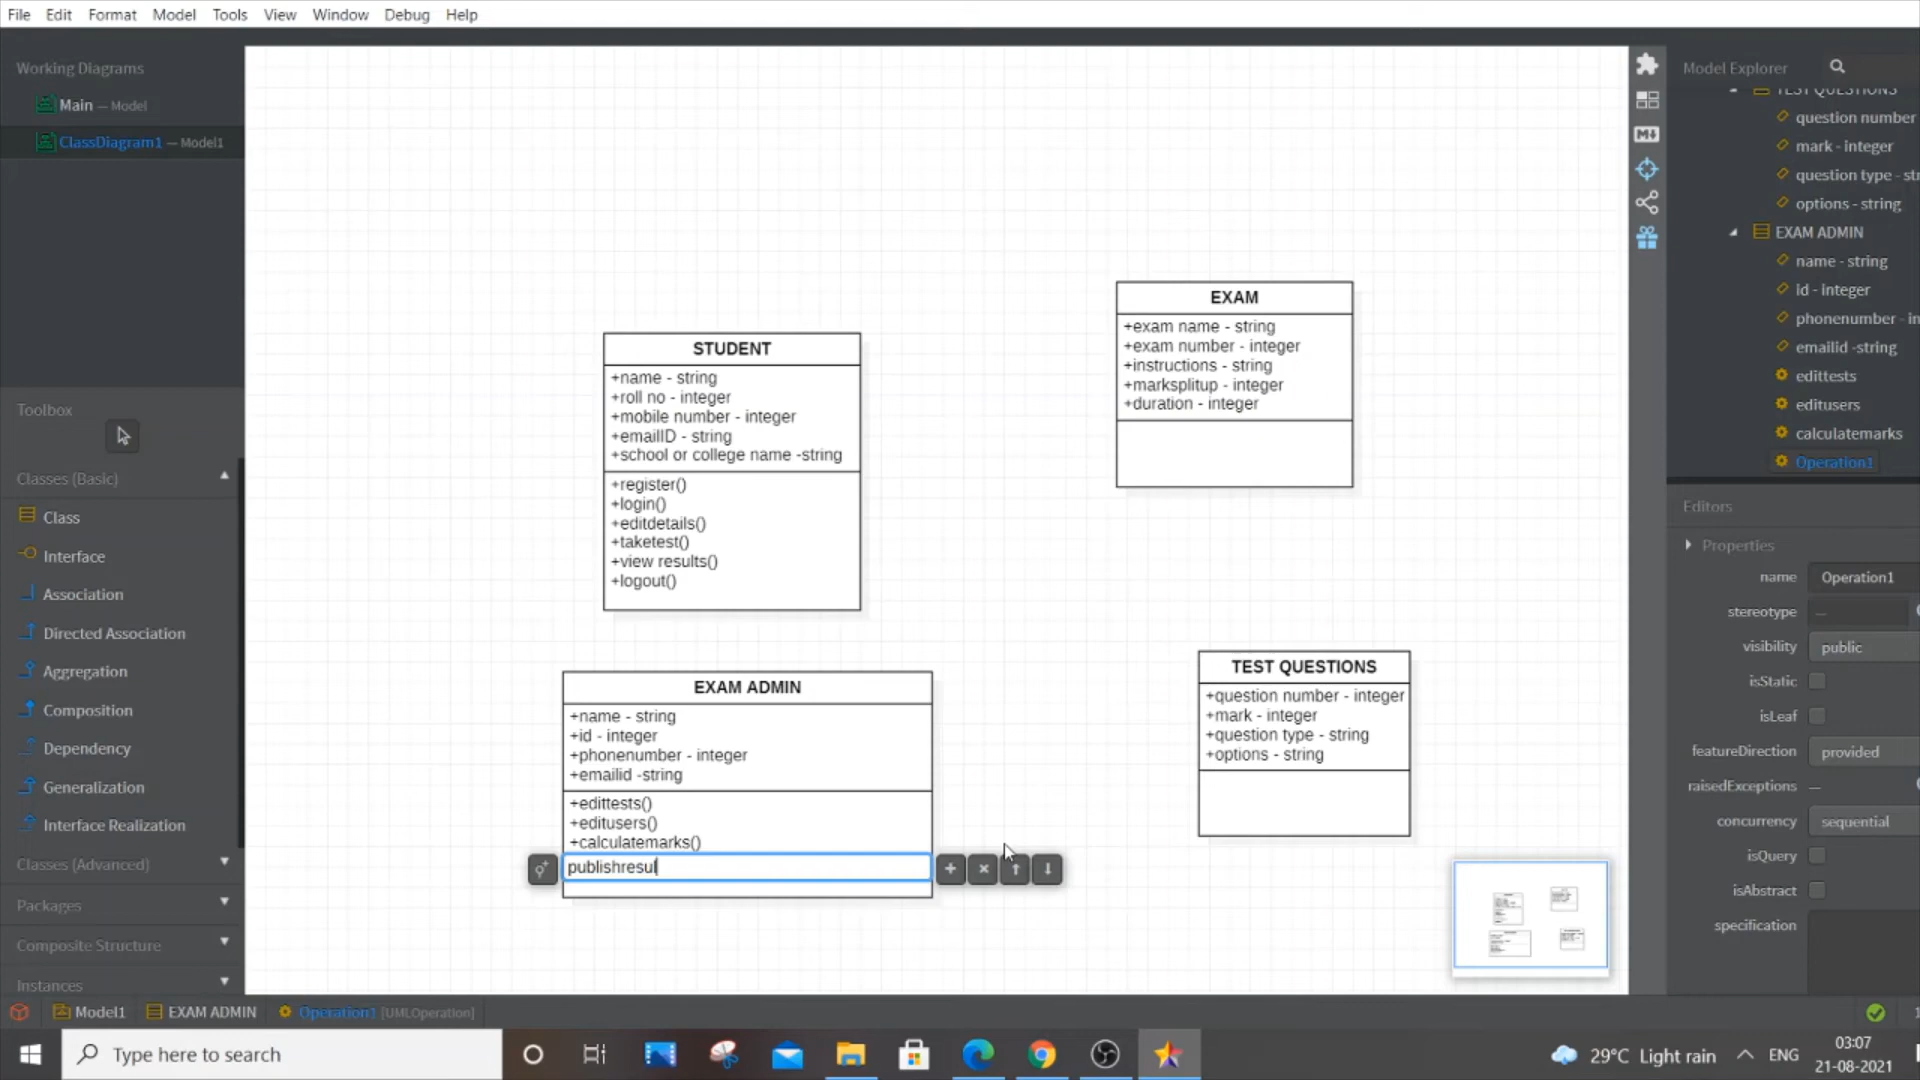 File Edit Format Model Tools View Window Debug Help
Working Diagrams
Main — Model
ClassDiagram1 — Model1
Toolbox
Classes (Basic)
Class
Interface
Association
Directed Association
Aggregation
Composition
Dependency
Generalization
Interface Realization
Classes (Advanced)
Packages
Composite Structure
Instances
STUDENT
+name - string
+roll no - integer
+mobile number - integer
+emailID - string
+school or college name -string
+register()
+login()
+editdetails()
+taketest()
+view results()
+logout()
EXAM
+exam name - string
+exam number - integer
+instructions - string
+marksplitup - integer
+duration - integer
EXAM ADMIN
+name - string
+id - integer
+phonenumber - integer
+emailid -string
+edittests()
+editusers()
+calculatemarks()
publishresul
TEST QUESTIONS
+question number - integer
+mark - integer
+question type - string
+options - string
M
Model Explorer
TEST QUESTIONS
question number
mark - integer
question type - str
options - string
EXAM ADMIN
name - string
id - integer
phonenumber - in
emailid -string
edittests
editusers
calculatemarks
Operation1
Editors
Properties
name Operation1
stereotype —
visibility public
isStatic
isLeaf
featureDirection provided
raisedExceptions —
concurrency sequential
isQuery
isAbstract
specification
Model1 EXAM ADMIN Operation1 [UMLOperation]
Type here to search
29°C Light rain
ENG
03:07
21-08-2021